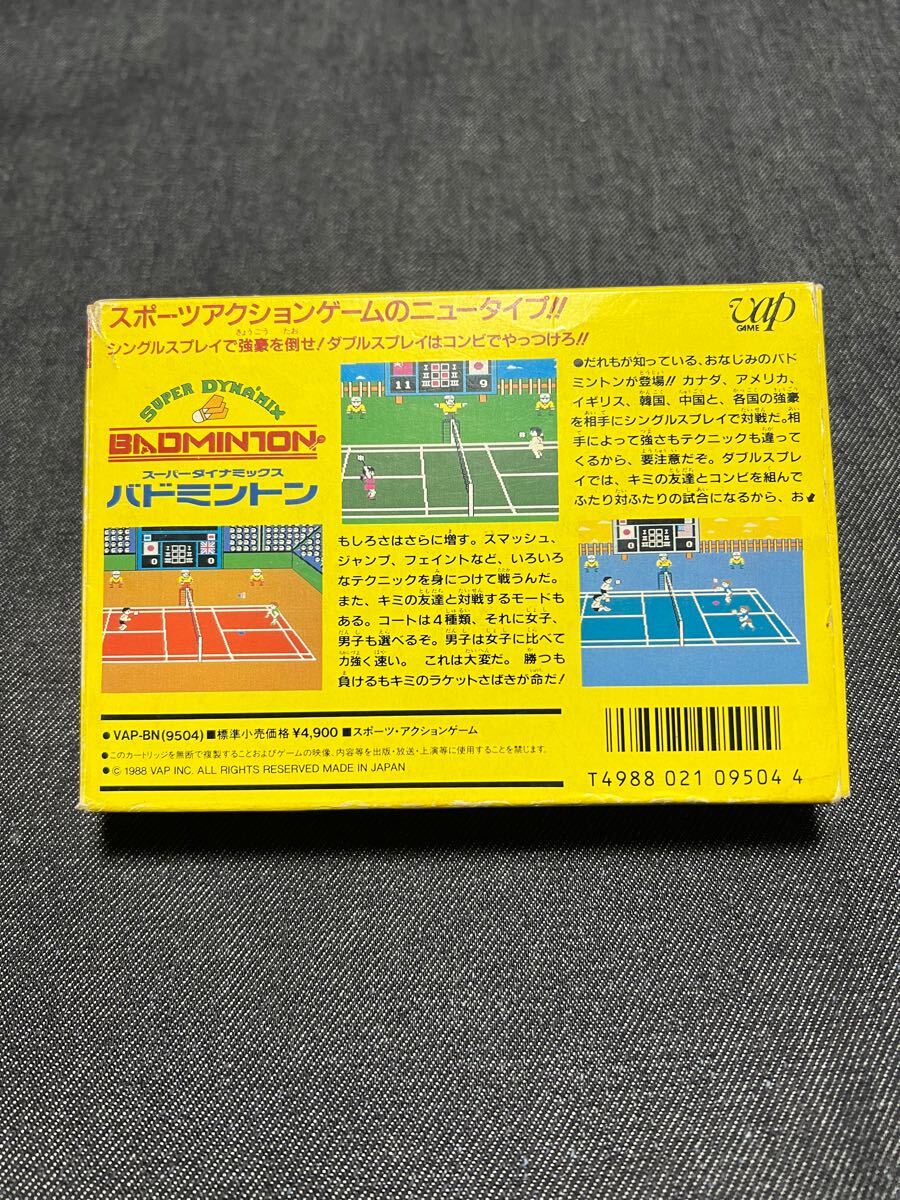 スポーツアクションゲームのニュータイプ!!
シングルスプレイで強豪を倒せ!ダブルスプレイはコンビでやっつけろ!!
vap
GAME
SUPER DYNA'MIX
BADMINTON
スーパーダイナミックス
バドミントン
11 9
●だれもが知っている、おなじみのバド
ミントンが登場!! カナダ、アメリカ、
イギリス、韓国、中国と、各国の強豪
を相手にシングルスプレイで対戦だ。相
手によって強さもテクニックも違って
くるから、要注意だぞ。ダブルスプレ
イでは、キミの友達とコンビを組んで
ふたり対ふたりの試合になるから、お
もしろさはさらに増す。スマッシュ、
ジャンプ、フェイントなど、いろいろ
なテクニックを身につけて戦うんだ。
また、キミの友達と対戦するモードも
ある。コートは4種類、それに女子、
男子も選べるぞ。男子は女子に比べて
力強く速い。これは大変だ。勝つも
負けるもキミのラケットさばきが命だ!
0 0
0 0
●VAP-BN(9504)■標準小売価格 ¥4,900■スポーツ・アクションゲーム
●このカートリッジを無断で複製することおよびゲームの映像、内容等を出版・放送・上演等に使用することを禁じます。
●© 1988 VAP INC. ALL RIGHTS RESERVED MADE IN JAPAN
T4988 021 09504 4